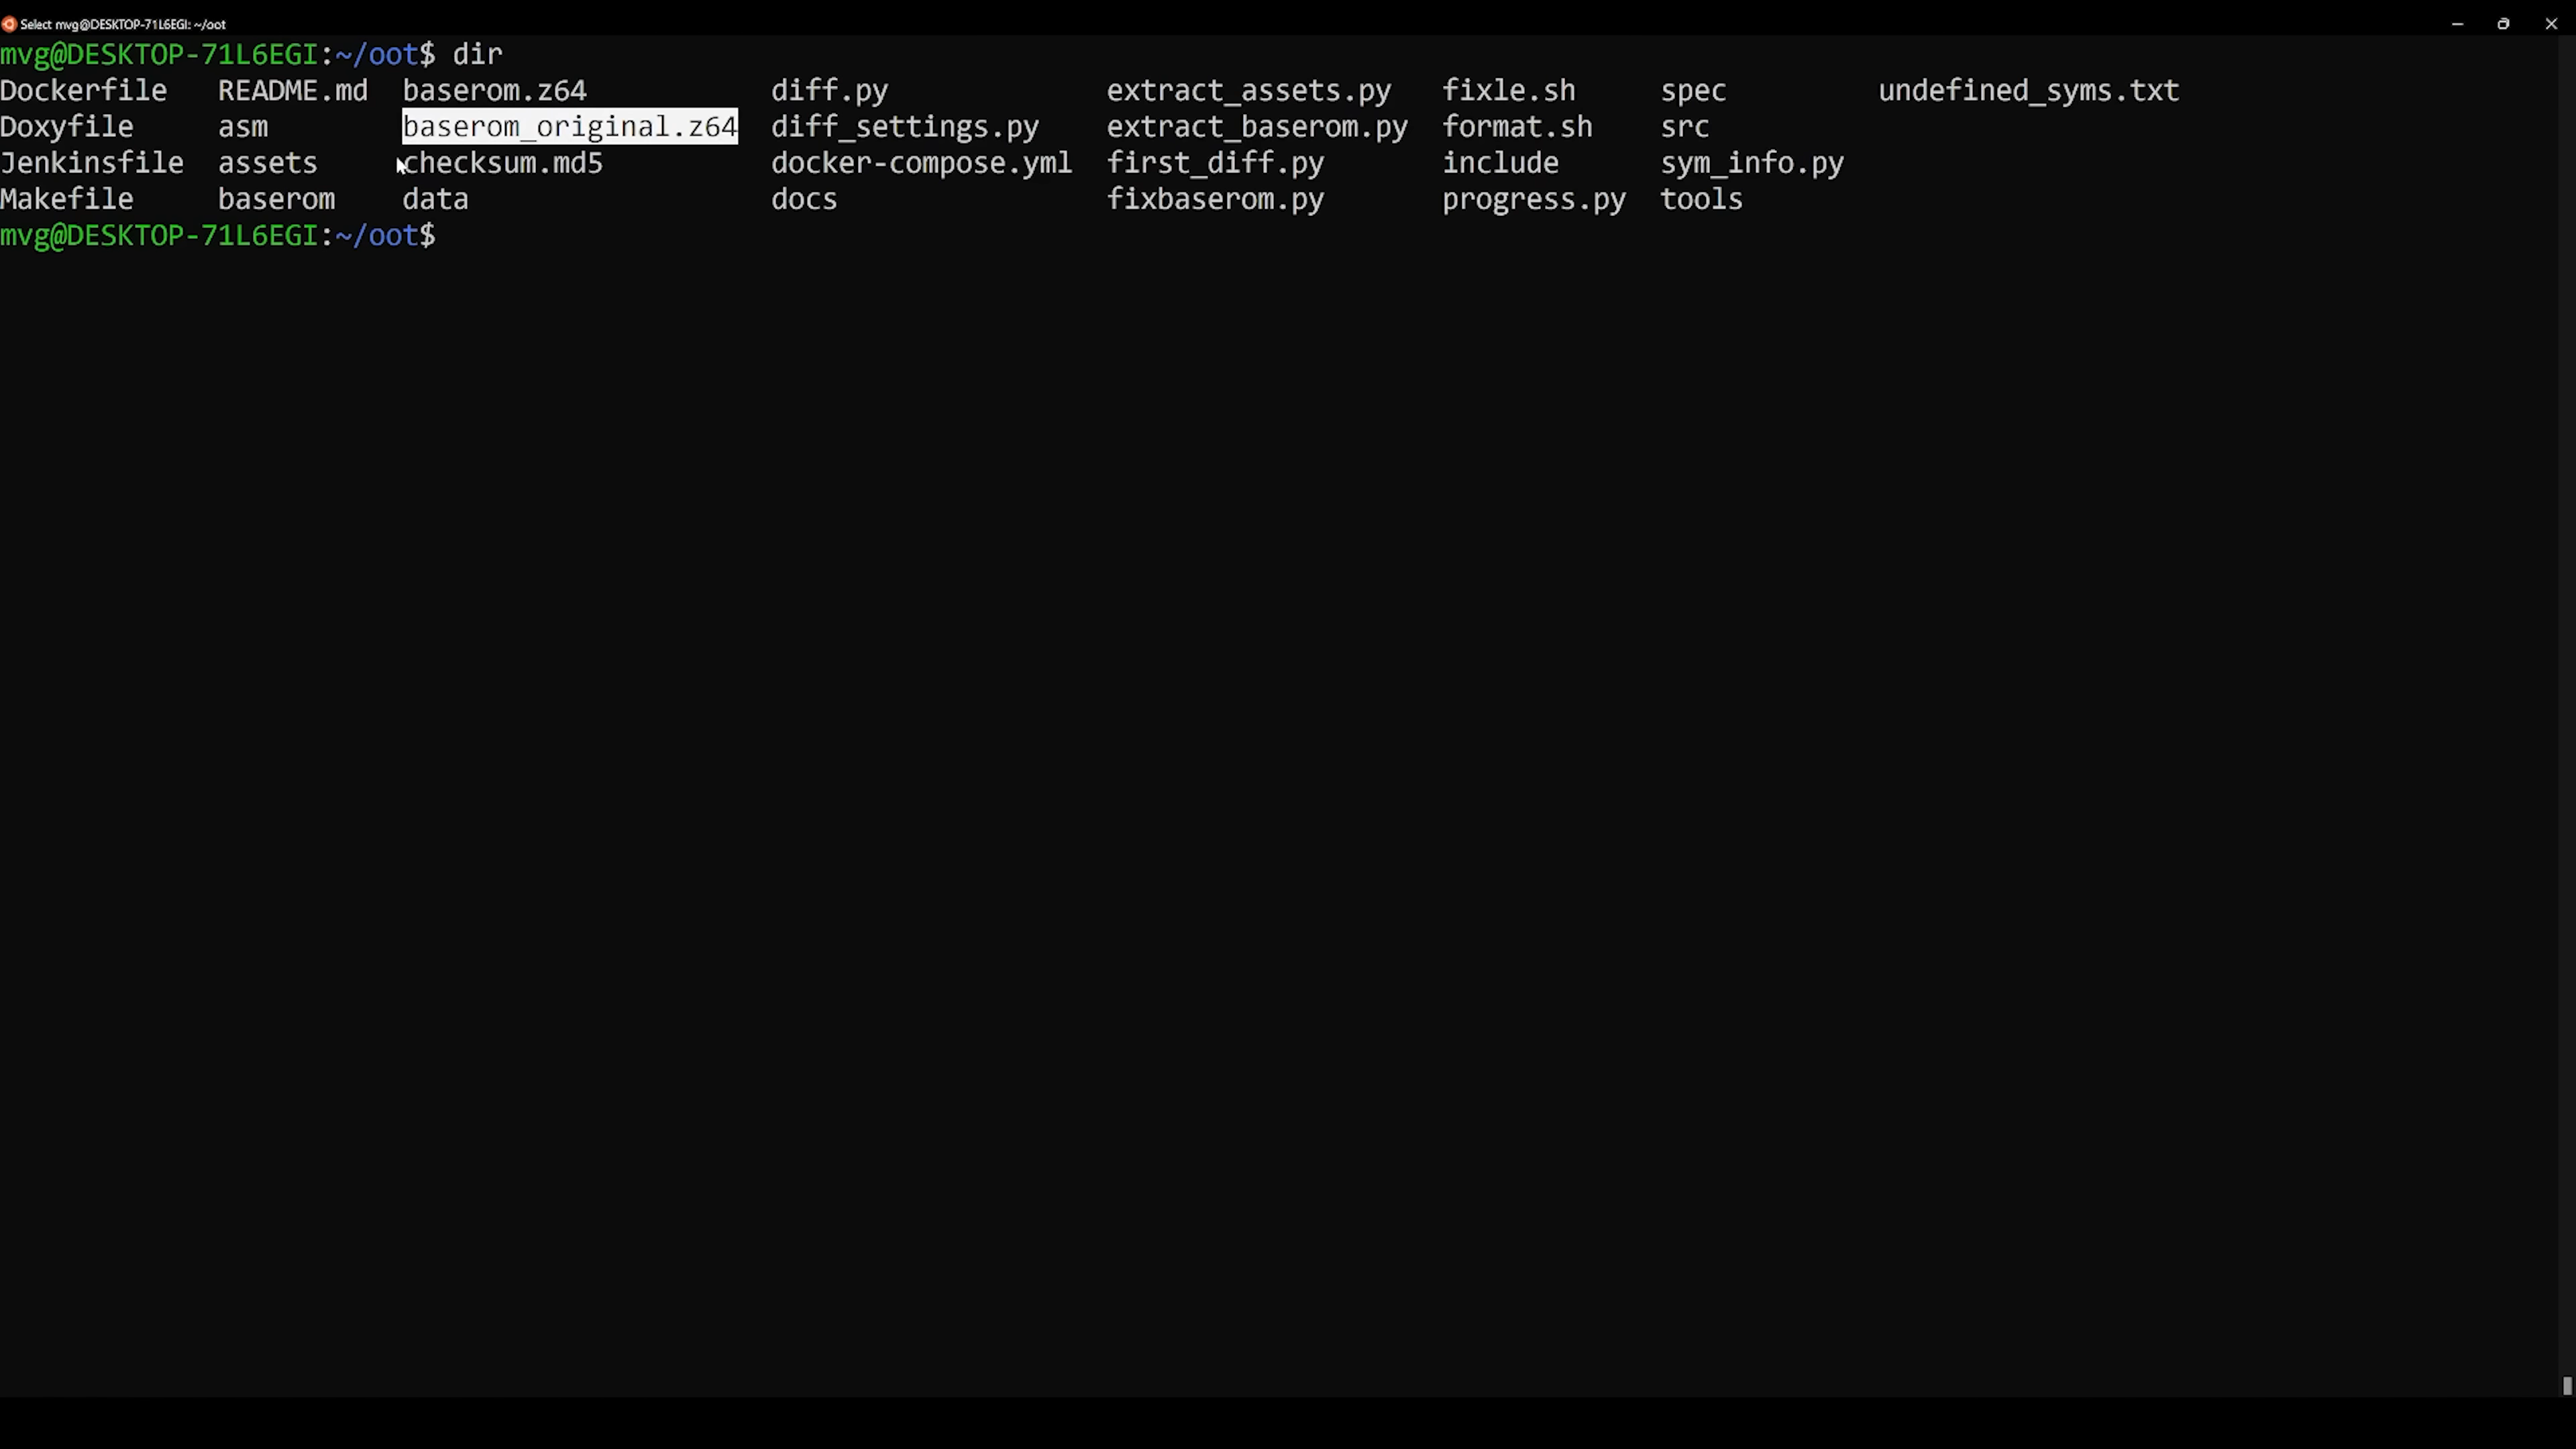 Select mvg@DESKTOP-71L6EGI: ~/oot
mvg@DESKTOP-71L6EGI:~/oot$ dir
Dockerfile README.md baserom.z64 diff.py extract_assets.py fixle.sh spec undefined_syms.txt
Doxyfile asm baserom_original.z64 diff_settings.py extract_baserom.py format.sh src
Jenkinsfile assets checksum.md5 docker-compose.yml first_diff.py include sym_info.py
Makefile baserom data docs fixbaserom.py progress.py tools
mvg@DESKTOP-71L6EGI:~/oot$